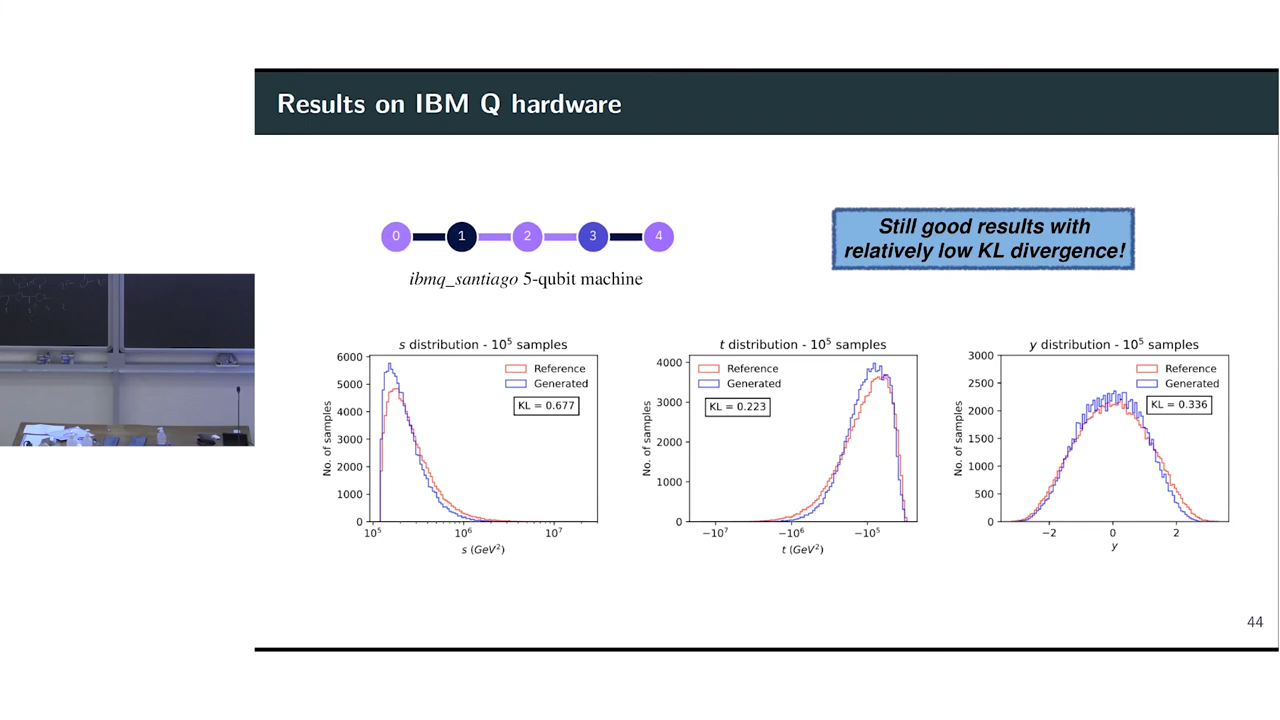 Results on IBM Q hardware
0 1 2 3 4
ibmq_santiago 5-qubit machine
Still good results with
relatively low KL divergence!
s distribution - 10⁵ samples
Reference
Generated
KL = 0.677
No. of samples
6000
5000
4000
3000
2000
1000
0
10⁵ 10⁶ 10⁷
s (GeV²)
t distribution - 10⁵ samples
Reference
Generated
KL = 0.223
No. of samples
4000
3000
2000
1000
0
−10⁷ −10⁶ −10⁵
t (GeV²)
y distribution - 10⁵ samples
Reference
Generated
KL = 0.336
No. of samples
3000
2500
2000
1500
1000
500
0
−2 0 2
y
44